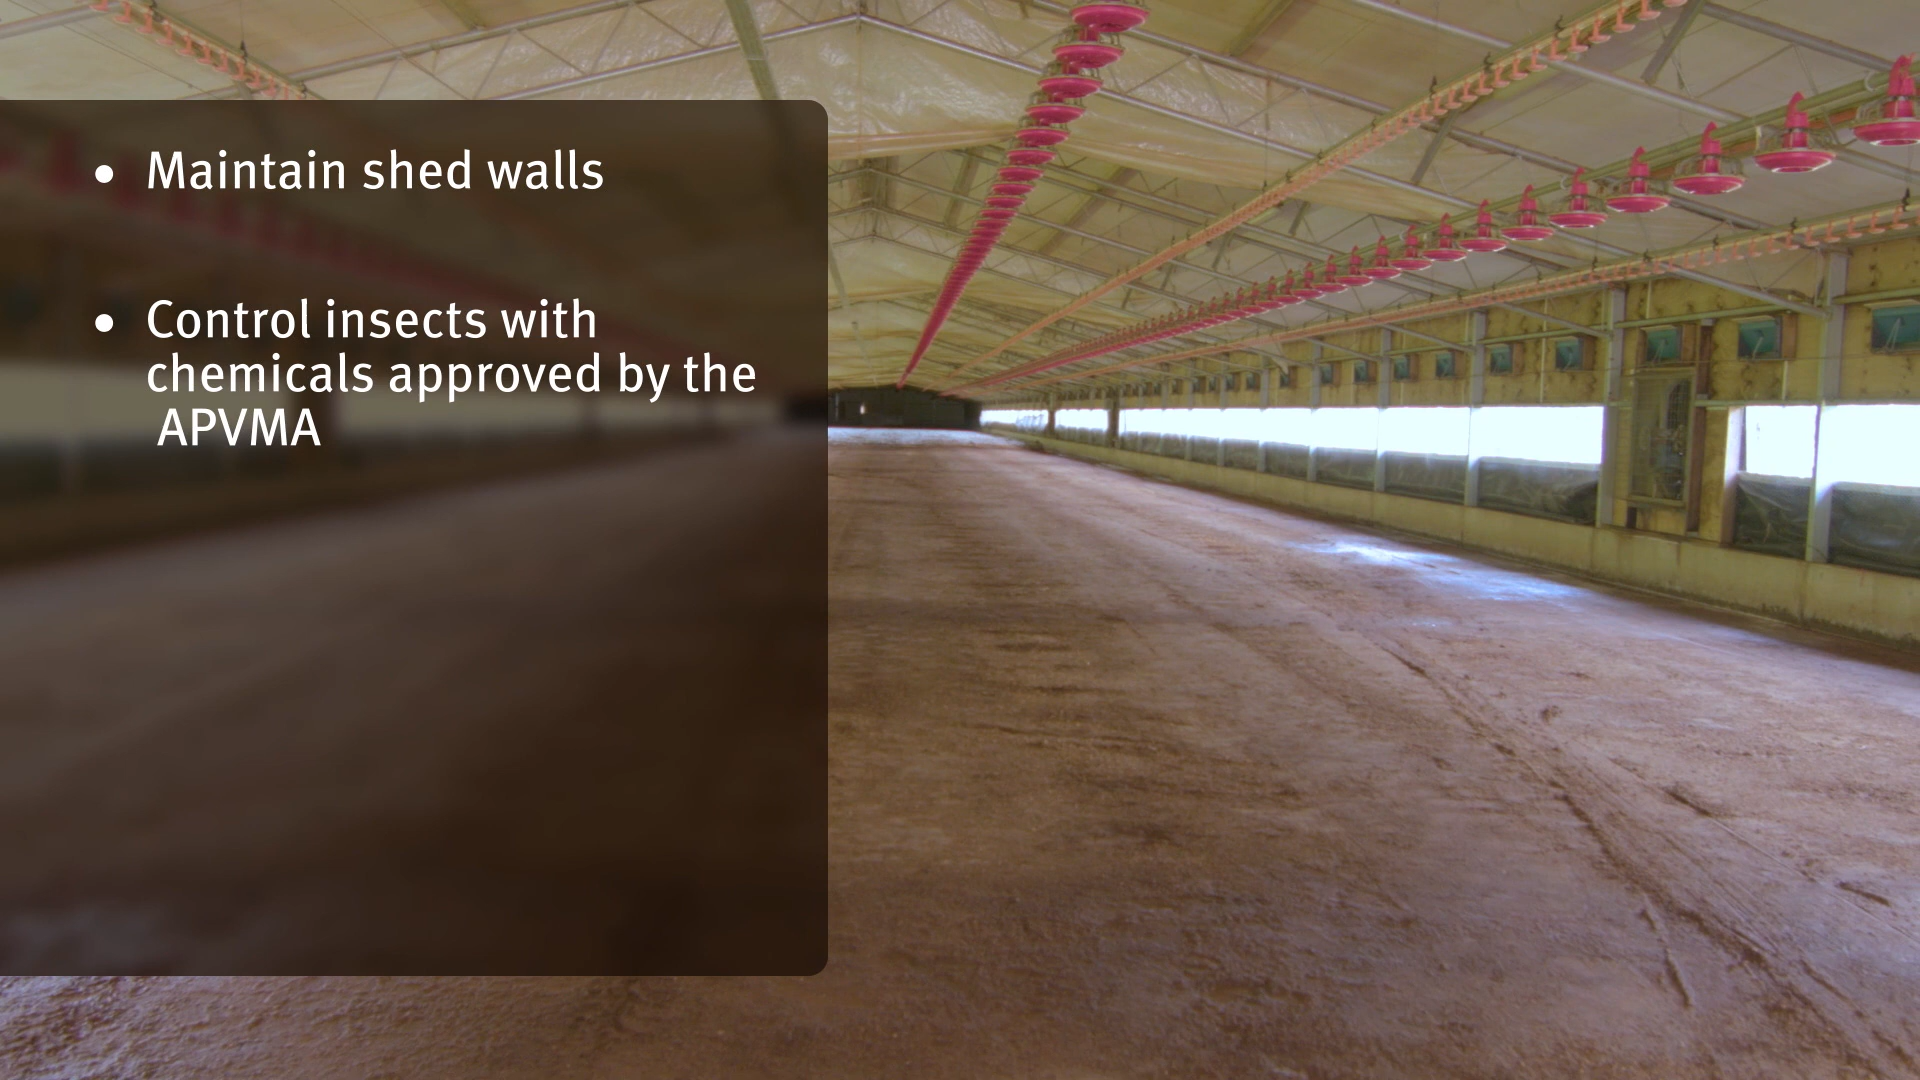 • Maintain shed walls
• Control insects with
chemicals approved by the
APVMA